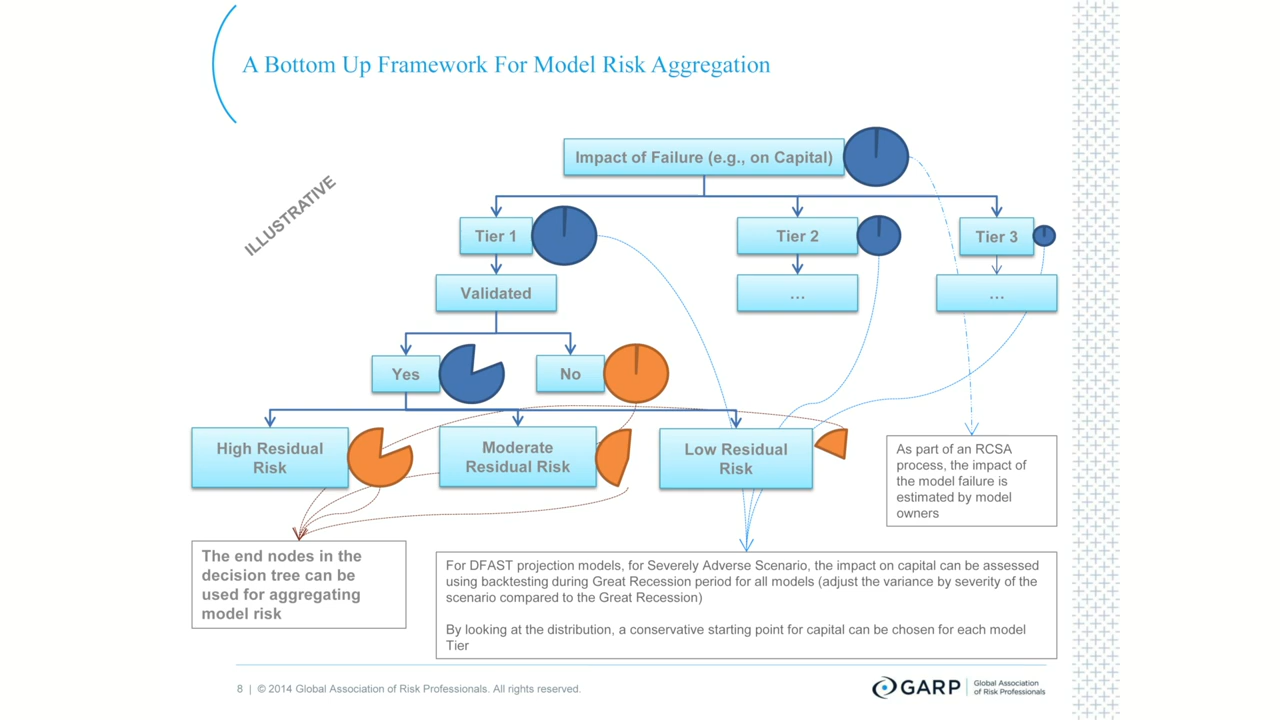 A Bottom Up Framework For Model Risk Aggregation
ILLUSTRATIVE
Impact of Failure (e.g., on Capital)
Tier 1
Tier 2
Tier 3
Validated
…
…
Yes
No
High Residual
Risk
Moderate
Residual Risk
Low Residual
Risk
As part of an RCSA
process, the impact of
the model failure is
estimated by model
owners
The end nodes in the
decision tree can be
used for aggregating
model risk
For DFAST projection models, for Severely Adverse Scenario, the impact on capital can be assessed
using backtesting during Great Recession period for all models (adjust the variance by severity of the
scenario compared to the Great Recession)
By looking at the distribution, a conservative starting point for capital can be chosen for each model
Tier
8 | © 2014 Global Association of Risk Professionals. All rights reserved.
GARP
Global Association
of Risk Professionals